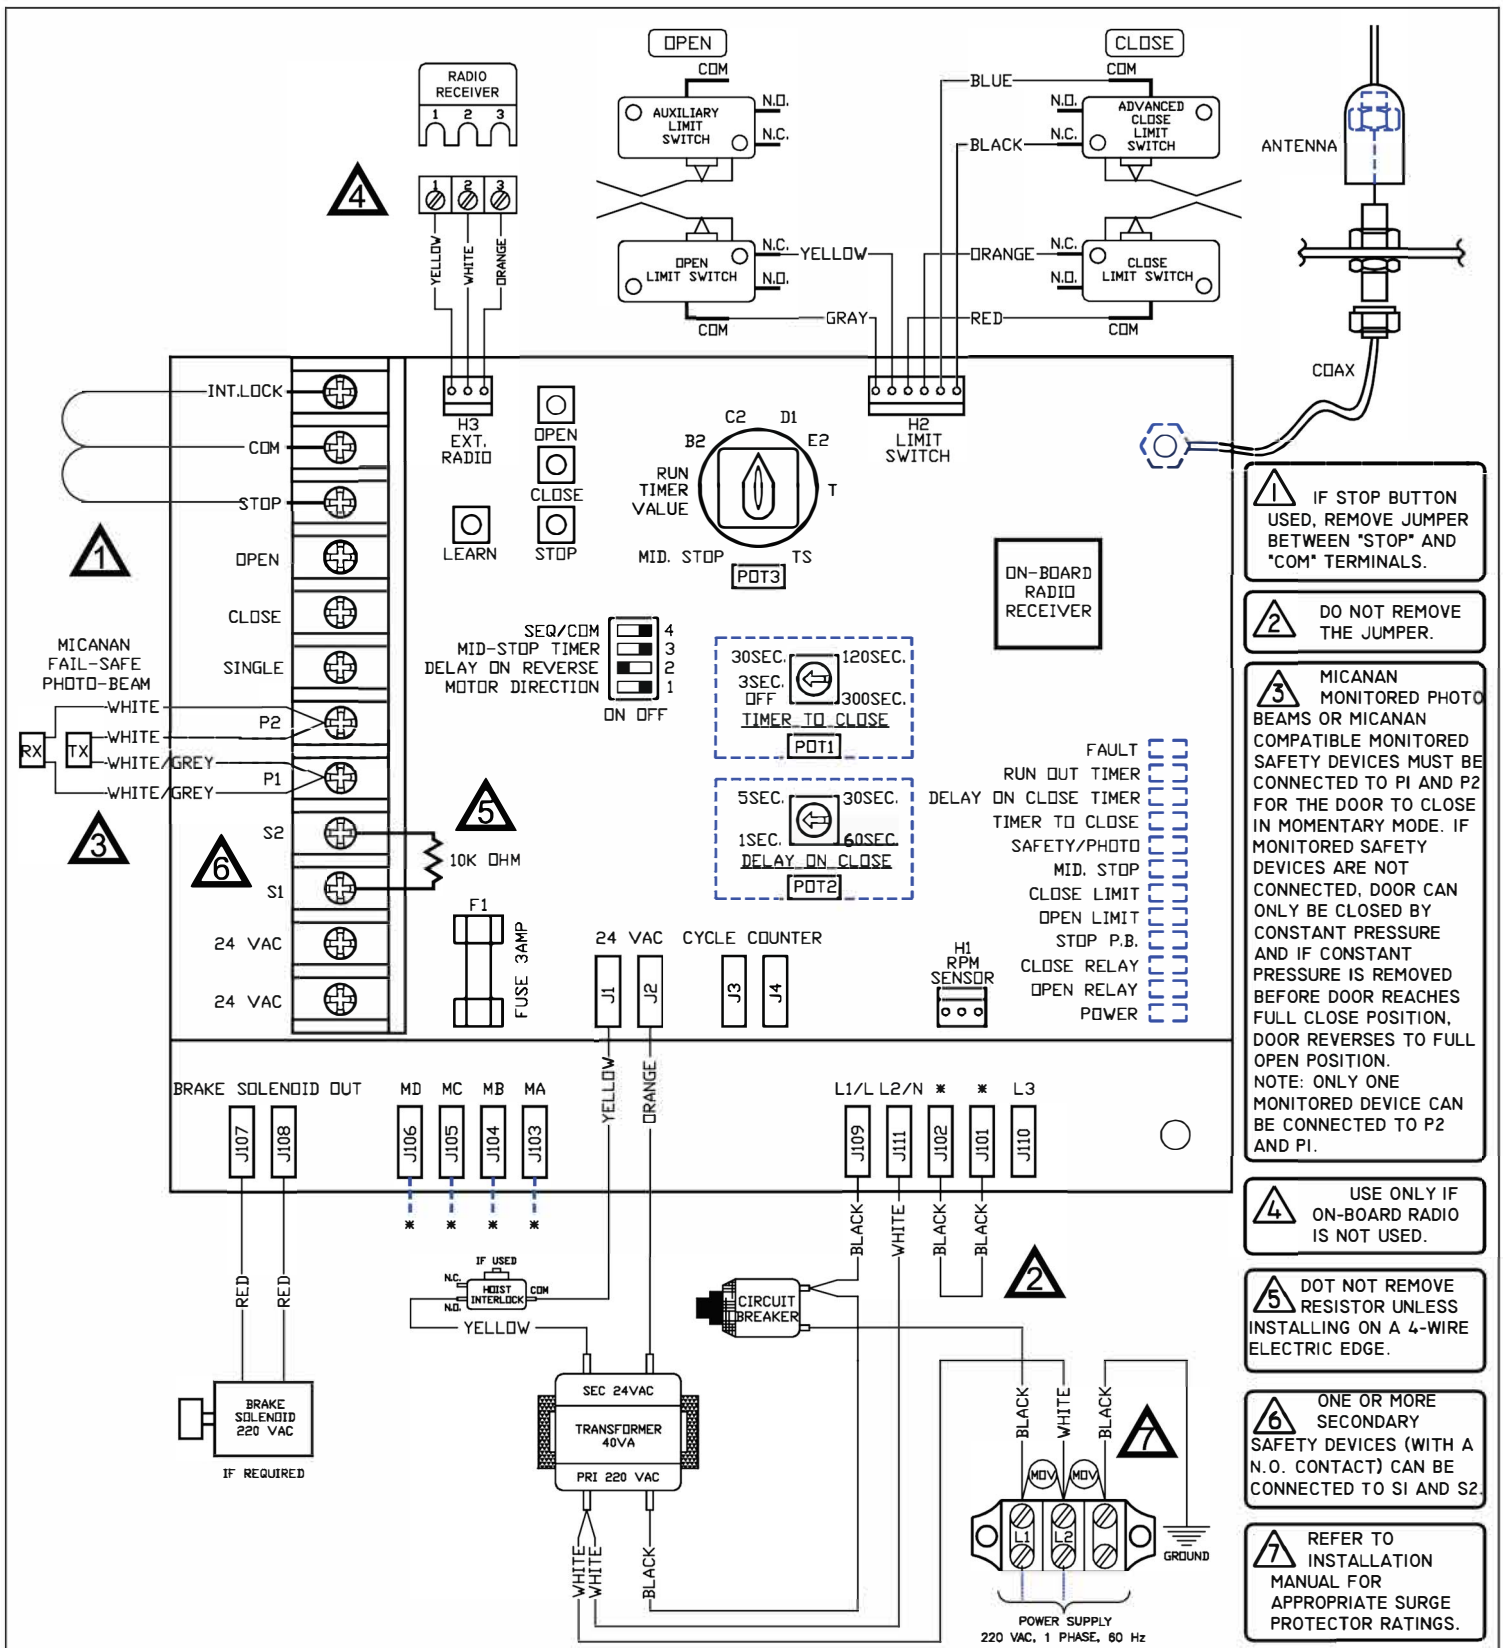 OPEN
CLOSE
RADIO
RECEIVER
1 2 3
COM
COM
BLUE
AUXILIARY
LIMIT
SWITCH
N.O.
N.C.
N.O.
N.C.
BLACK
ADVANCED
CLOSE
LIMIT
SWITCH
ANTENNA
4
1 2 3
YELLOW
WHITE
ORANGE
OPEN
LIMIT SWITCH
N.C.
N.O.
YELLOW
ORANGE
N.C.
N.O.
CLOSE
LIMIT SWITCH
GRAY
RED
COM
COM
COAX
INT.LOCK
COM
STOP
OPEN
CLOSE
SINGLE
P2
P1
S2
S1
24 VAC
24 VAC
1
MICANAN
FAIL-SAFE
PHOTO-BEAM
WHITE
WHITE
WHITE/GREY
WHITE/GREY
RX
TX
3
6
5
10K OHM
H3
EXT.
RADIO
OPEN
CLOSE
LEARN
STOP
H2
LIMIT
SWITCH
RUN
TIMER
VALUE
B2
C2
D1
E2
T
TS
MID. STOP
POT3
ON-BOARD
RADIO
RECEIVER
SEQ/COM 4
MID-STOP TIMER 3
DELAY ON REVERSE 2
MOTOR DIRECTION 1
ON OFF
30SEC. 120SEC.
3SEC.
OFF 300SEC.
TIMER TO CLOSE
POT1
5SEC. 30SEC.
1SEC. 60SEC.
DELAY ON CLOSE
POT2
FAULT
RUN OUT TIMER
DELAY ON CLOSE TIMER
TIMER TO CLOSE
SAFETY/PHOTO
MID. STOP
CLOSE LIMIT
OPEN LIMIT
STOP P.B.
CLOSE RELAY
OPEN RELAY
POWER
F1
FUSE 3AMP
24 VAC
J1
J2
CYCLE COUNTER
J3
J4
H1
RPM
SENSOR
BRAKE SOLENOID OUT
J107
J108
MD MC MB MA
J106
J105
J104
J103
* * * *
YELLOW
ORANGE
L1/L L2/N * * L3
J109
J111
J102
J101
J110
BLACK
WHITE
BLACK
BLACK
2
RED
RED
IF USED
N.C.
N.O.
HOIST
INTERLOCK
COM
YELLOW
CIRCUIT
BREAKER
BRAKE
SOLENOID
220 VAC
IF REQUIRED
SEC 24VAC
TRANSFORMER
40VA
PRI 220 VAC
WHITE
WHITE
BLACK
BLACK
WHITE
BLACK
7
MOV
MOV
L1
L2
GROUND
POWER SUPPLY
220 VAC, 1 PHASE, 60 Hz
1 IF STOP BUTTON
USED, REMOVE JUMPER
BETWEEN "STOP" AND
"COM" TERMINALS.
2 DO NOT REMOVE
THE JUMPER.
3 MICANAN
MONITORED PHOTO
BEAMS OR MICANAN
COMPATIBLE MONITORED
SAFETY DEVICES MUST BE
CONNECTED TO P1 AND P2
FOR THE DOOR TO CLOSE
IN MOMENTARY MODE. IF
MONITORED SAFETY
DEVICES ARE NOT
CONNECTED, DOOR CAN
ONLY BE CLOSED BY
CONSTANT PRESSURE
AND IF CONSTANT
PRESSURE IS REMOVED
BEFORE DOOR REACHES
FULL CLOSE POSITION,
DOOR REVERSES TO FULL
OPEN POSITION.
NOTE: ONLY ONE
MONITORED DEVICE CAN
BE CONNECTED TO P2
AND P1.
4 USE ONLY IF
ON-BOARD RADIO
IS NOT USED.
5 DOT NOT REMOVE
RESISTOR UNLESS
INSTALLING ON A 4-WIRE
ELECTRIC EDGE.
6 ONE OR MORE
SECONDARY
SAFETY DEVICES (WITH A
N.O. CONTACT) CAN BE
CONNECTED TO S1 AND S2.
7 REFER TO
INSTALLATION
MANUAL FOR
APPROPRIATE SURGE
PROTECTOR RATINGS.